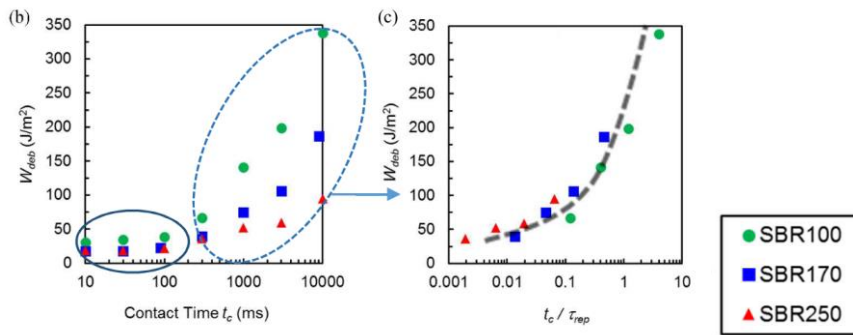 (b)
350
300
250
200
150
100
50
0
W_deb (J/m²)
10
100
1000
10000
Contact Time t_c (ms)
(c)
350
300
250
200
150
100
50
0
W_deb (J/m²)
0.001
0.01
0.1
1
10
t_c / τ_rep
SBR100
SBR170
SBR250